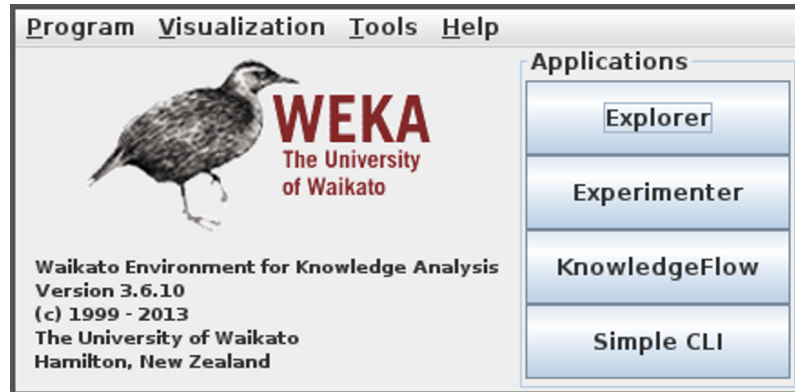 Program Visualization Tools Help
WEKA
The University
of Waikato
Waikato Environment for Knowledge Analysis
Version 3.6.10
(c) 1999 - 2013
The University of Waikato
Hamilton, New Zealand
Applications
Explorer
Experimenter
KnowledgeFlow
Simple CLI